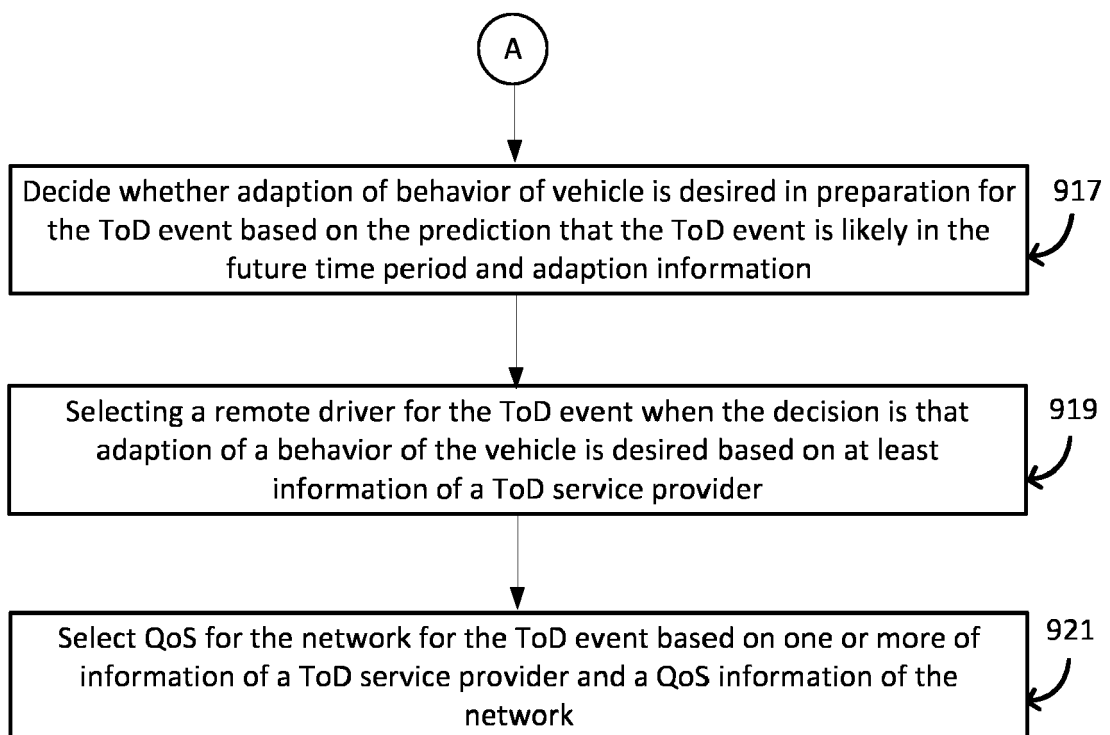 A
Decide whether adaption of behavior of vehicle is desired in preparation for
the ToD event based on the prediction that the ToD event is likely in the
future time period and adaption information
917
Selecting a remote driver for the ToD event when the decision is that
adaption of a behavior of the vehicle is desired based on at least
information of a ToD service provider
919
Select QoS for the network for the ToD event based on one or more of
information of a ToD service provider and a QoS information of the
network
921